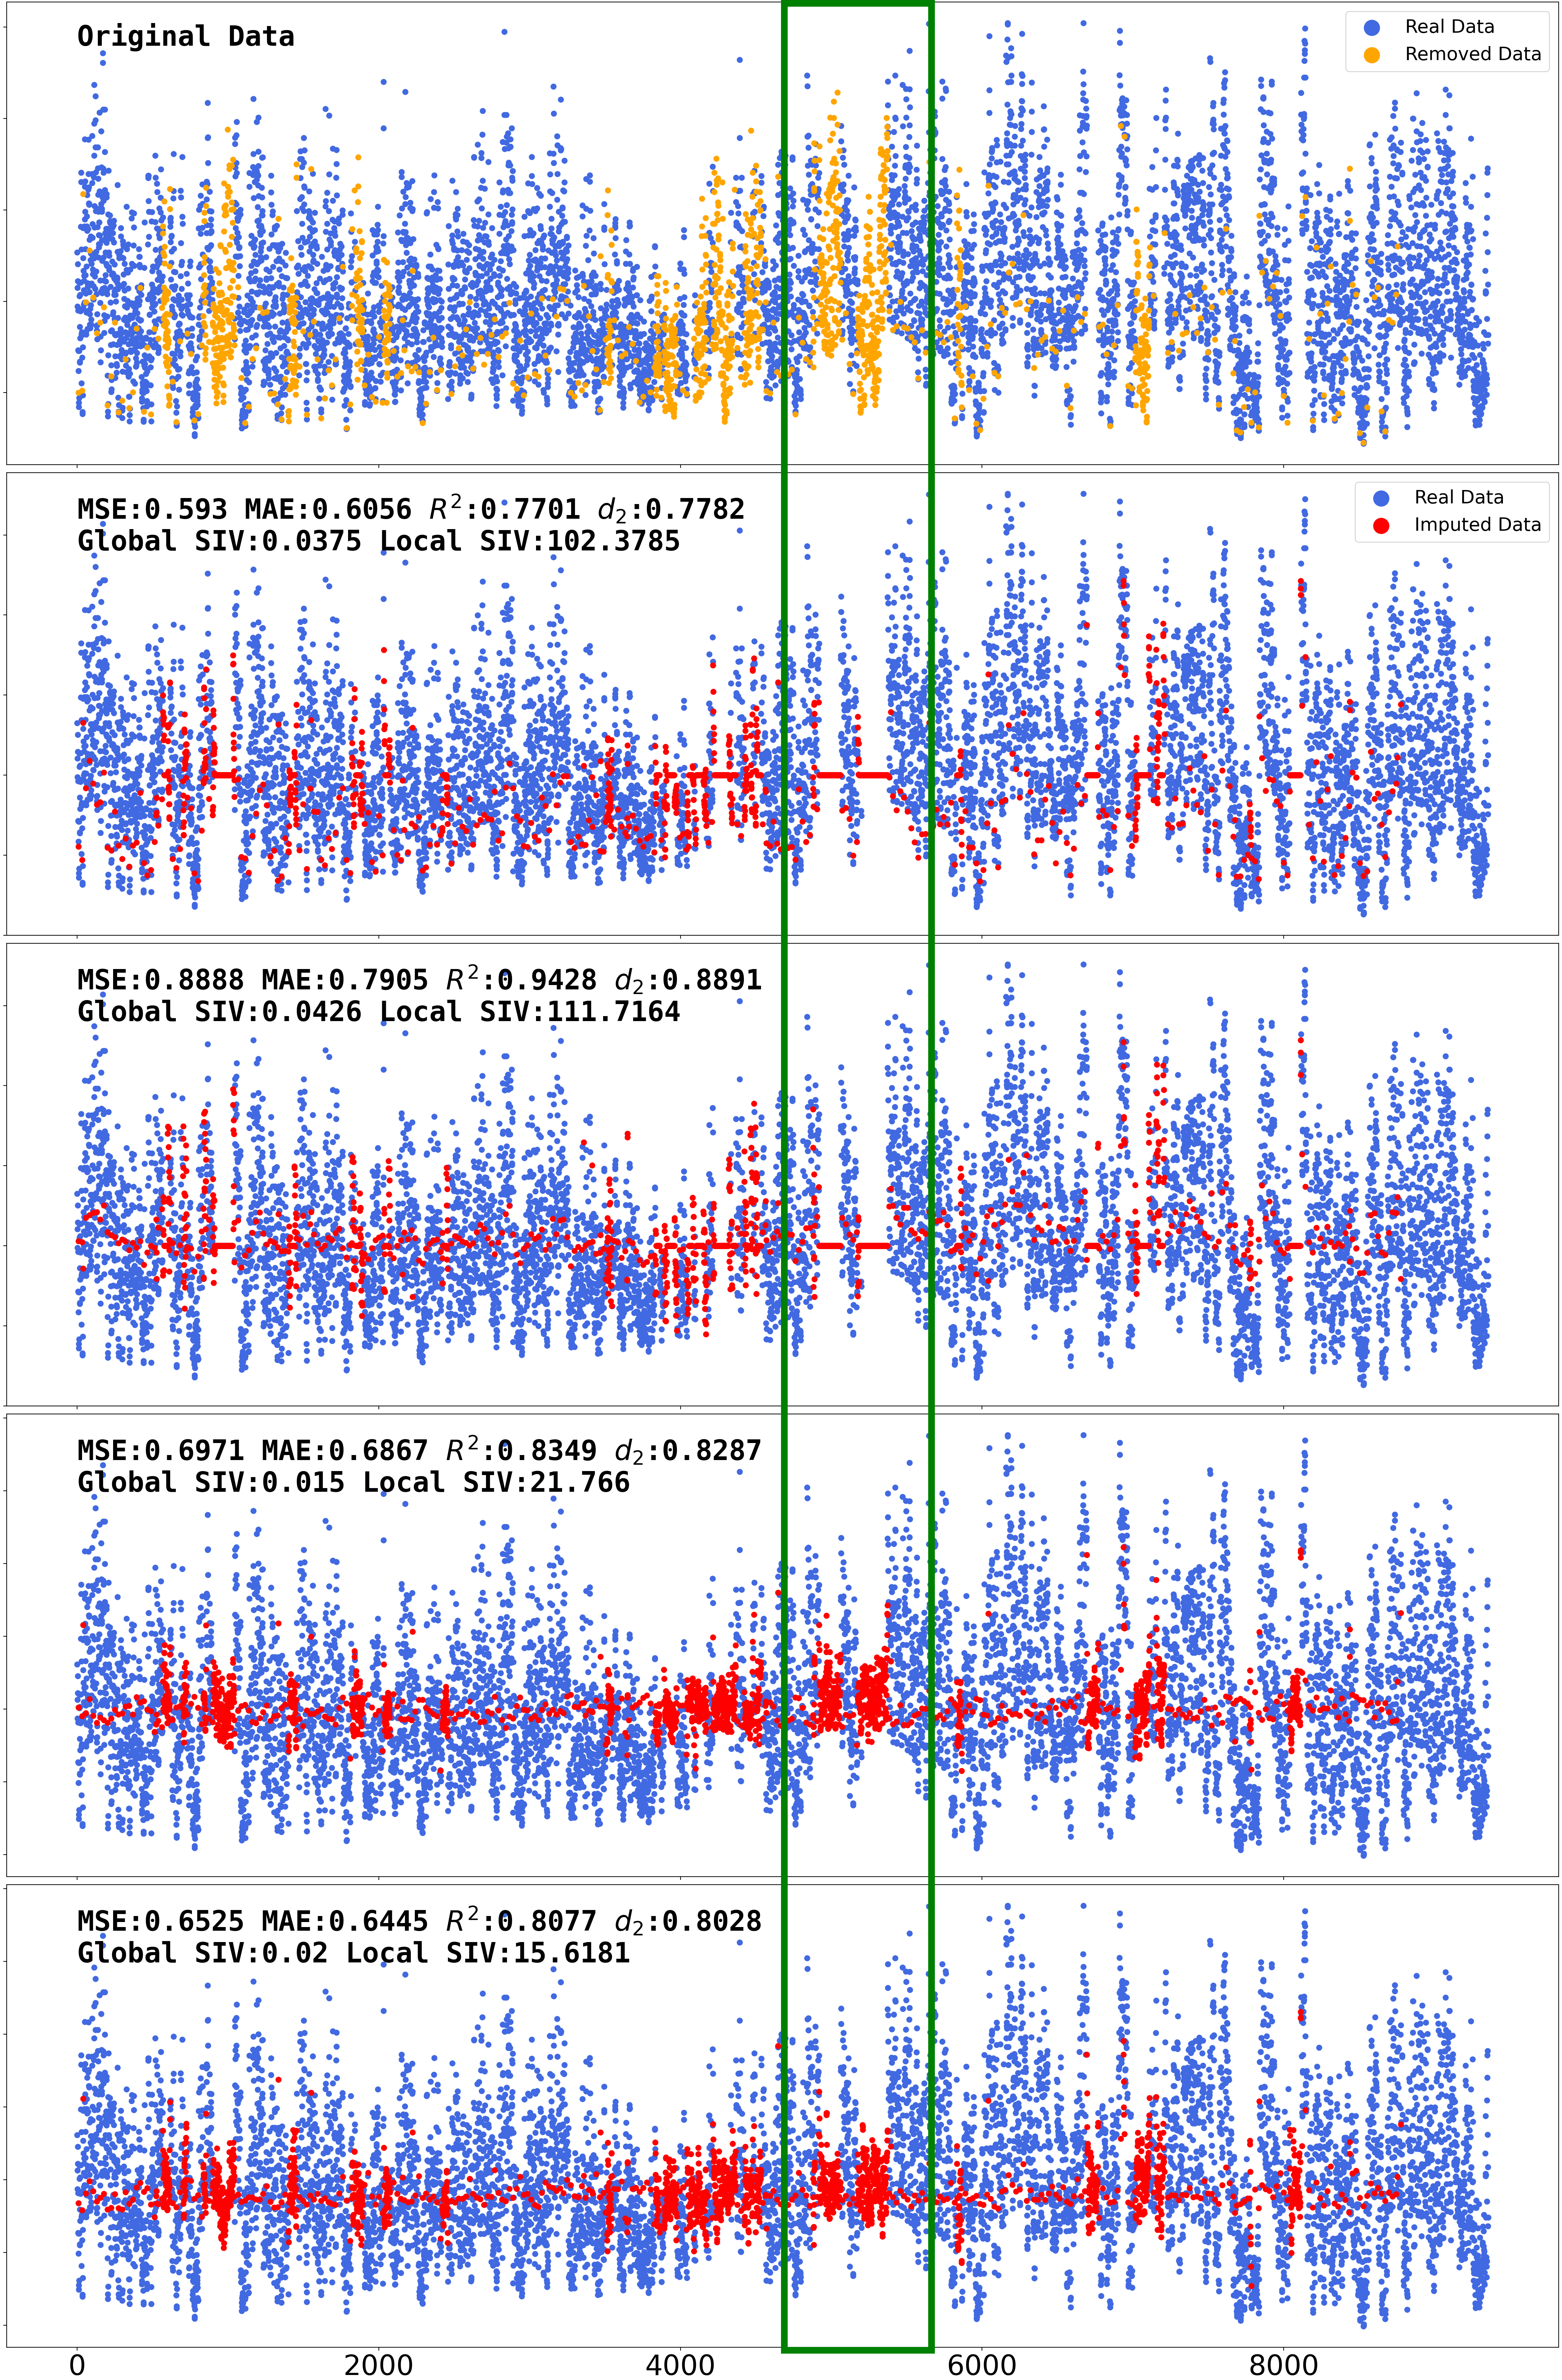 Original Data
Real Data
Removed Data
MSE:0.593 MAE:0.6056 R²:0.7701 d₂:0.7782
Global SIV:0.0375 Local SIV:102.3785
Real Data
Imputed Data
MSE:0.8888 MAE:0.7905 R²:0.9428 d₂:0.8891
Global SIV:0.0426 Local SIV:111.7164
MSE:0.6971 MAE:0.6867 R²:0.8349 d₂:0.8287
Global SIV:0.015 Local SIV:21.766
MSE:0.6525 MAE:0.6445 R²:0.8077 d₂:0.8028
Global SIV:0.02 Local SIV:15.6181
0 2000 4000 6000 8000